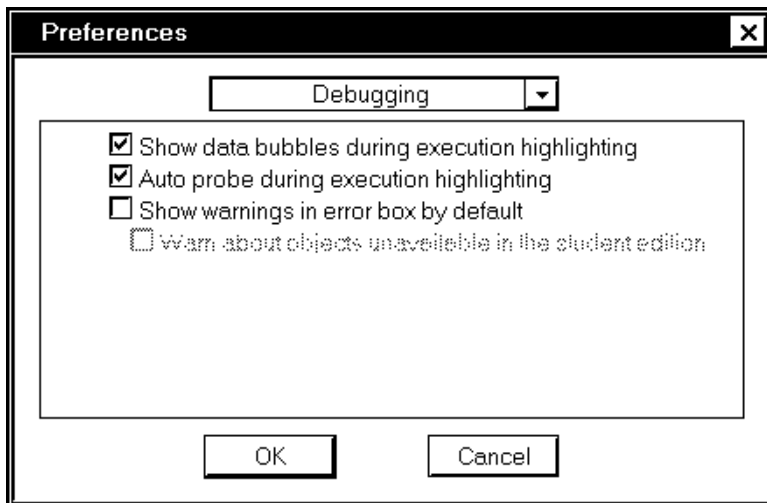 Preferences
Debugging
Show data bubbles during execution highlighting
Auto probe during execution highlighting
Show warnings in error box by default
Warn about objects unavailable in the student edition
OK
Cancel